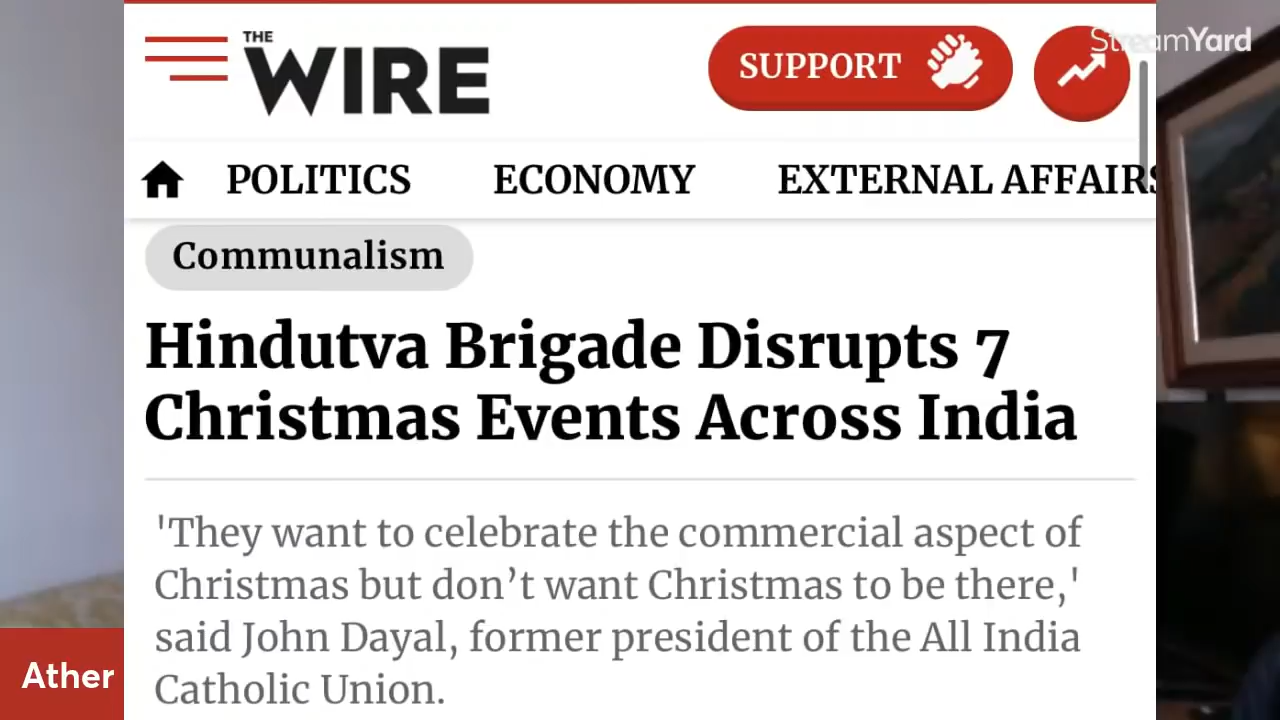 THE
WIRE
SUPPORT
StreamYard
POLITICS
ECONOMY
EXTERNAL AFFAIRS
Communalism
Hindutva Brigade Disrupts 7
Christmas Events Across India
'They want to celebrate the commercial aspect of
Christmas but don’t want Christmas to be there,'
said John Dayal, former president of the All India
Catholic Union.
Ather